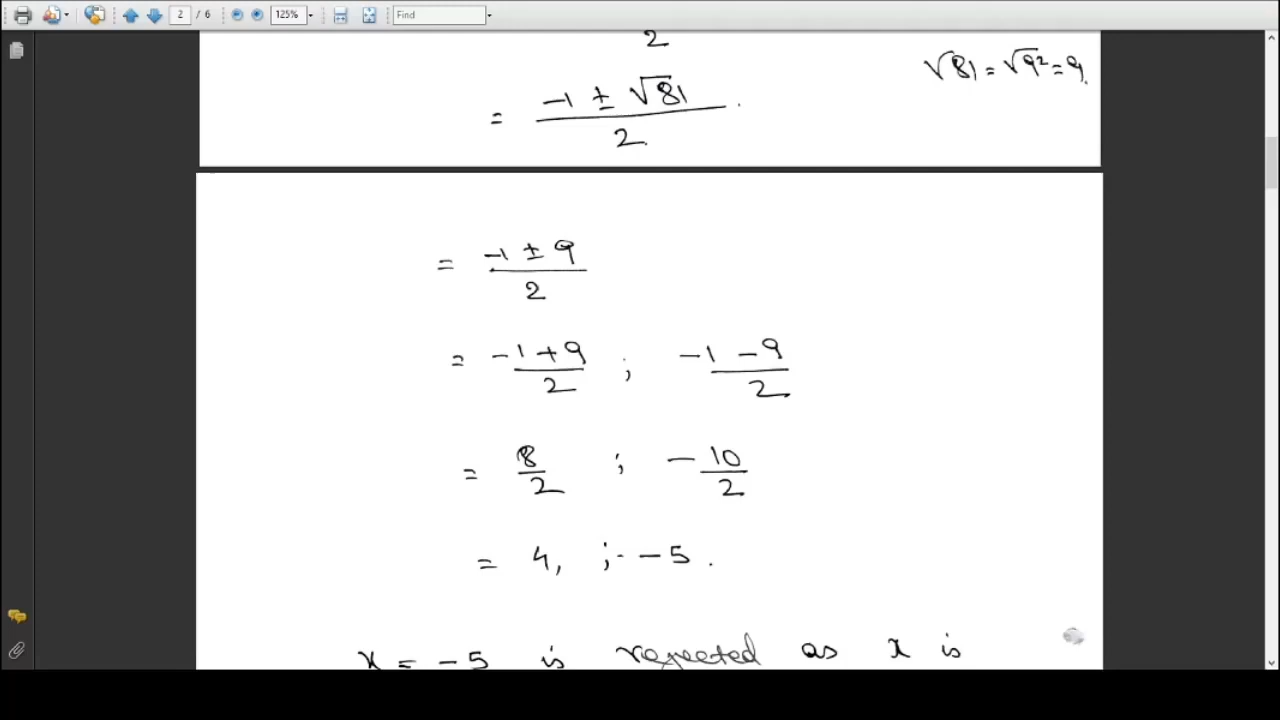 2 / 6 125% Find
2
√81 = √9² = 9.
= (-1 ± √81) / 2.
= (-1 ± 9) / 2
= (-1 + 9) / 2 ; (-1 - 9) / 2
= 8/2 ; -10/2
= 4, ; - 5.
x = -5 is rejected as x is